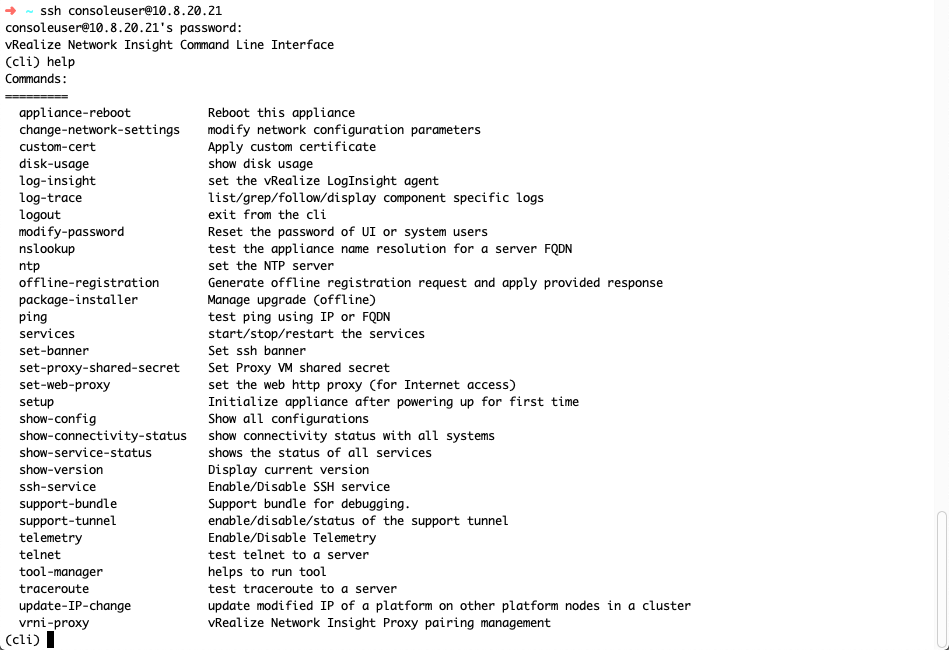 ➜ ~ ssh consoleuser@10.8.20.21
consoleuser@10.8.20.21's password:
vRealize Network Insight Command Line Interface
(cli) help
Commands:
=========
appliance-reboot Reboot this appliance
change-network-settings modify network configuration parameters
custom-cert Apply custom certificate
disk-usage show disk usage
log-insight set the vRealize LogInsight agent
log-trace list/grep/follow/display component specific logs
logout exit from the cli
modify-password Reset the password of UI or system users
nslookup test the appliance name resolution for a server FQDN
ntp set the NTP server
offline-registration Generate offline registration request and apply provided response
package-installer Manage upgrade (offline)
ping test ping using IP or FQDN
services start/stop/restart the services
set-banner Set ssh banner
set-proxy-shared-secret Set Proxy VM shared secret
set-web-proxy set the web http proxy (for Internet access)
setup Initialize appliance after powering up for first time
show-config Show all configurations
show-connectivity-status show connectivity status with all systems
show-service-status shows the status of all services
show-version Display current version
ssh-service Enable/Disable SSH service
support-bundle Support bundle for debugging.
support-tunnel enable/disable/status of the support tunnel
telemetry Enable/Disable Telemetry
telnet test telnet to a server
tool-manager helps to run tool
traceroute test traceroute to a server
update-IP-change update modified IP of a platform on other platform nodes in a cluster
vrni-proxy vRealize Network Insight Proxy pairing management
(cli)